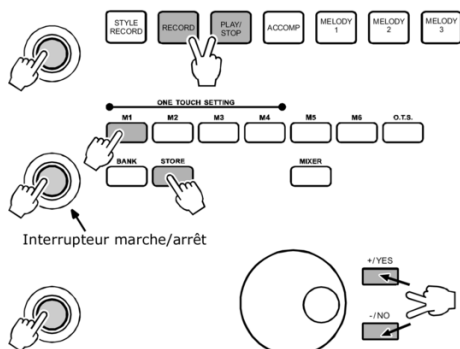 STYLE RECORD
RECORD
PLAY/ STOP
ACCOMP
MELODY 1
MELODY 2
MELODY 3
ONE TOUCH SETTING
M1 M2 M3 M4 M5 M6 O.T.S.
BANK STORE MIXER
Interrupteur marche/arrêt
+/YES
-/NO